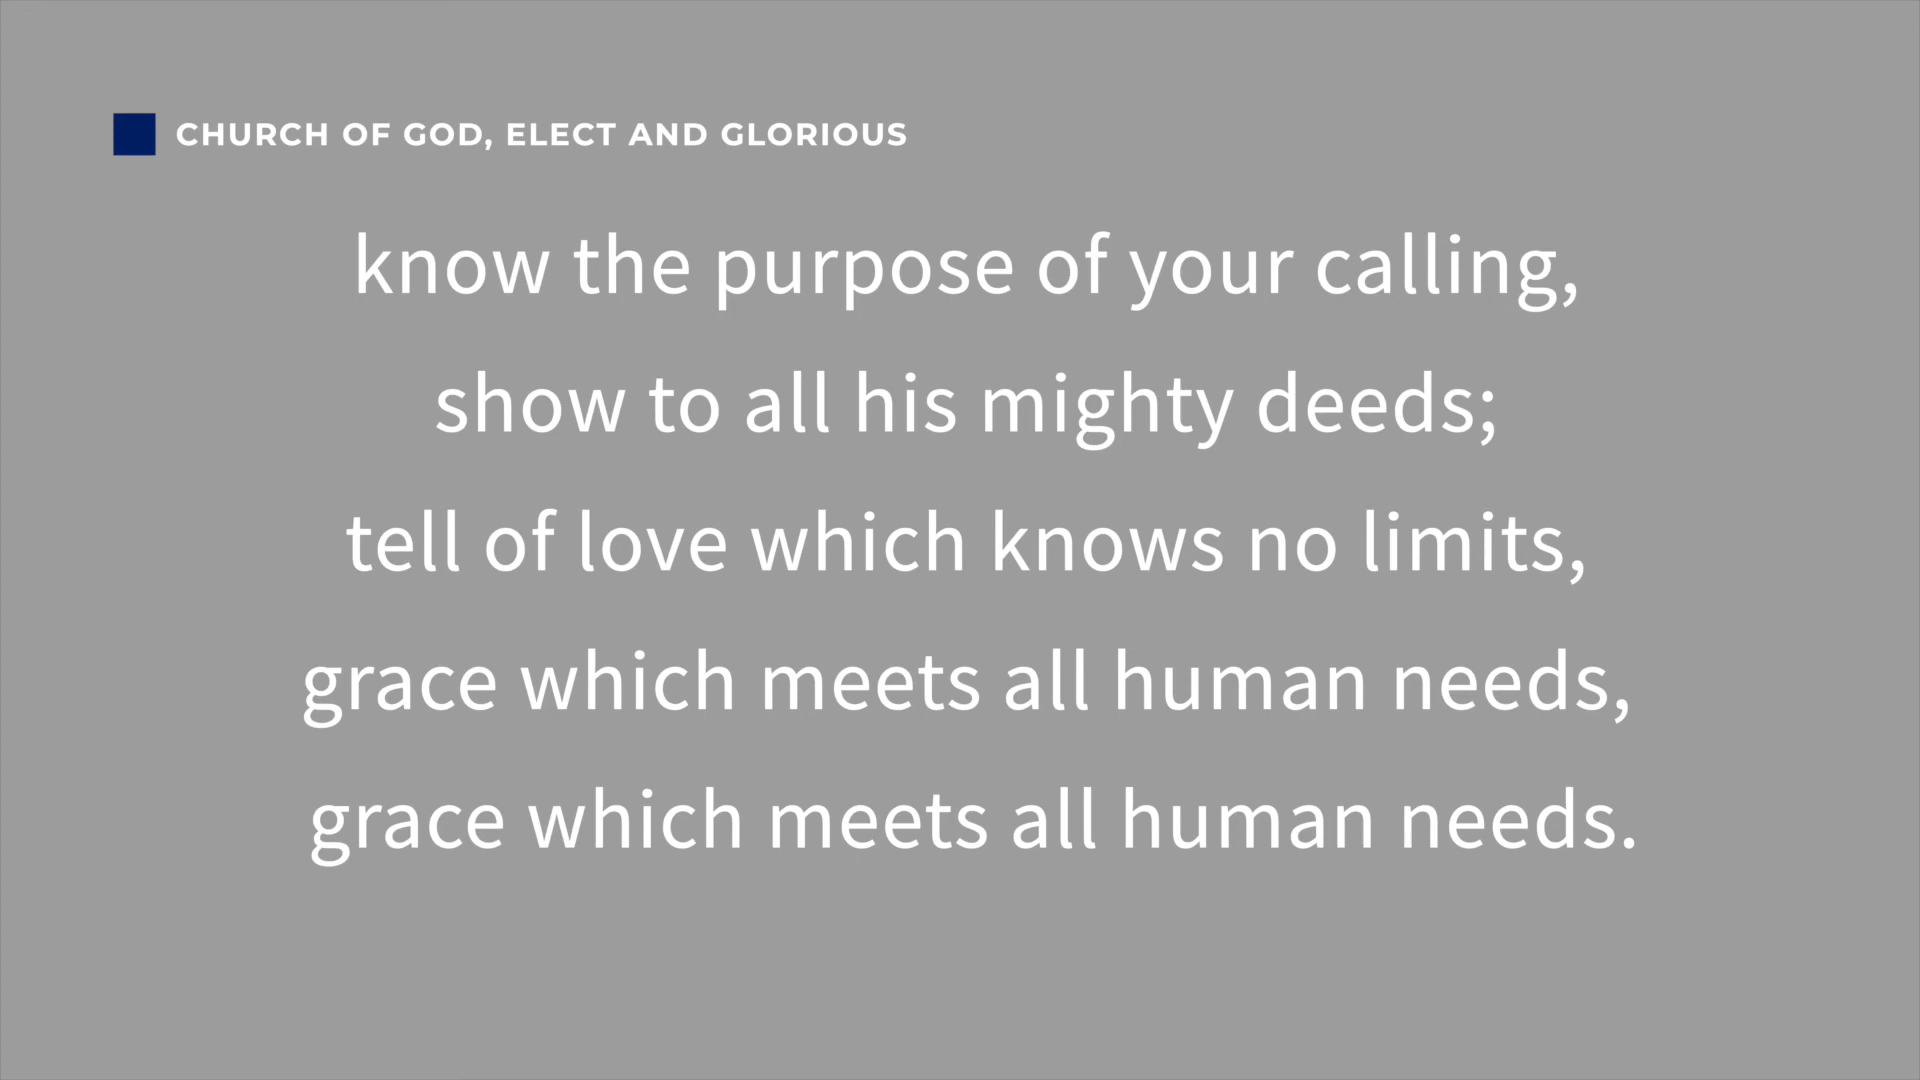 CHURCH OF GOD, ELECT AND GLORIOUS
know the purpose of your calling,
show to all his mighty deeds;
tell of love which knows no limits,
grace which meets all human needs,
grace which meets all human needs.